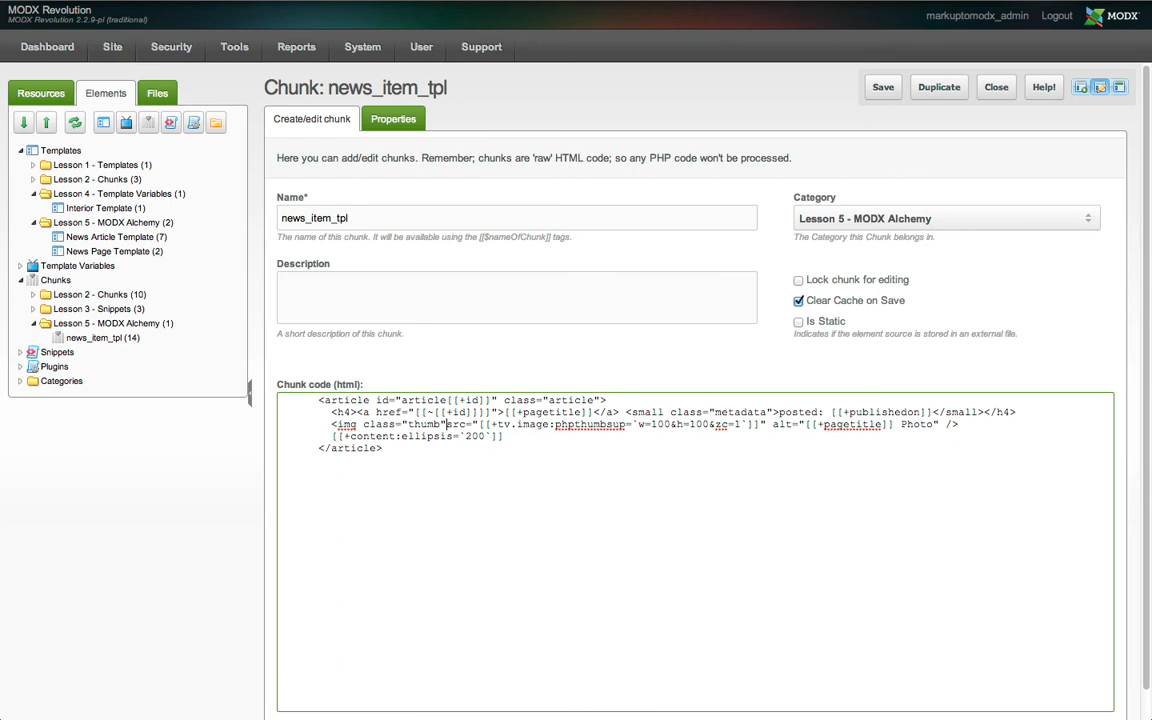 MODX Revolution
MODX Revolution 2.2.9-pl (traditional)
markuptomodx_admin Logout MODX
Dashboard Site Security Tools Reports System User Support
Resources Elements Files
Templates
Lesson 1 - Templates (1)
Lesson 2 - Chunks (3)
Lesson 4 - Template Variables (1)
Interior Template (1)
Lesson 5 - MODX Alchemy (2)
News Article Template (7)
News Page Template (2)
Template Variables
Chunks
Lesson 2 - Chunks (10)
Lesson 3 - Snippets (3)
Lesson 5 - MODX Alchemy (1)
news_item_tpl (14)
Snippets
Plugins
Categories
Chunk: news_item_tpl
Save Duplicate Close Help!
Create/edit chunk Properties
Here you can add/edit chunks. Remember; chunks are 'raw' HTML code; so any PHP code won't be processed.
Name*
news_item_tpl
The name of this chunk. It will be available using the [[$nameOfChunk]] tags.
Description
A short description of this chunk.
Category
Lesson 5 - MODX Alchemy
The Category this Chunk belongs in.
Lock chunk for editing
Clear Cache on Save
Is Static
Indicates if the element source is stored in an external file.
Chunk code (html):
<article id="article[[+id]]" class="article">
<h4><a href="[[~[[+id]]]]">[[+pagetitle]]</a> <small class="metadata">posted: [[+publishedon]]</small></h4>
<img class="thumb"src="[[+tv.image:phpthumbsup=`w=100&h=100&zc=1`]]" alt="[[+pagetitle]] Photo" />
[[+content:ellipsis=`200`]]
</article>